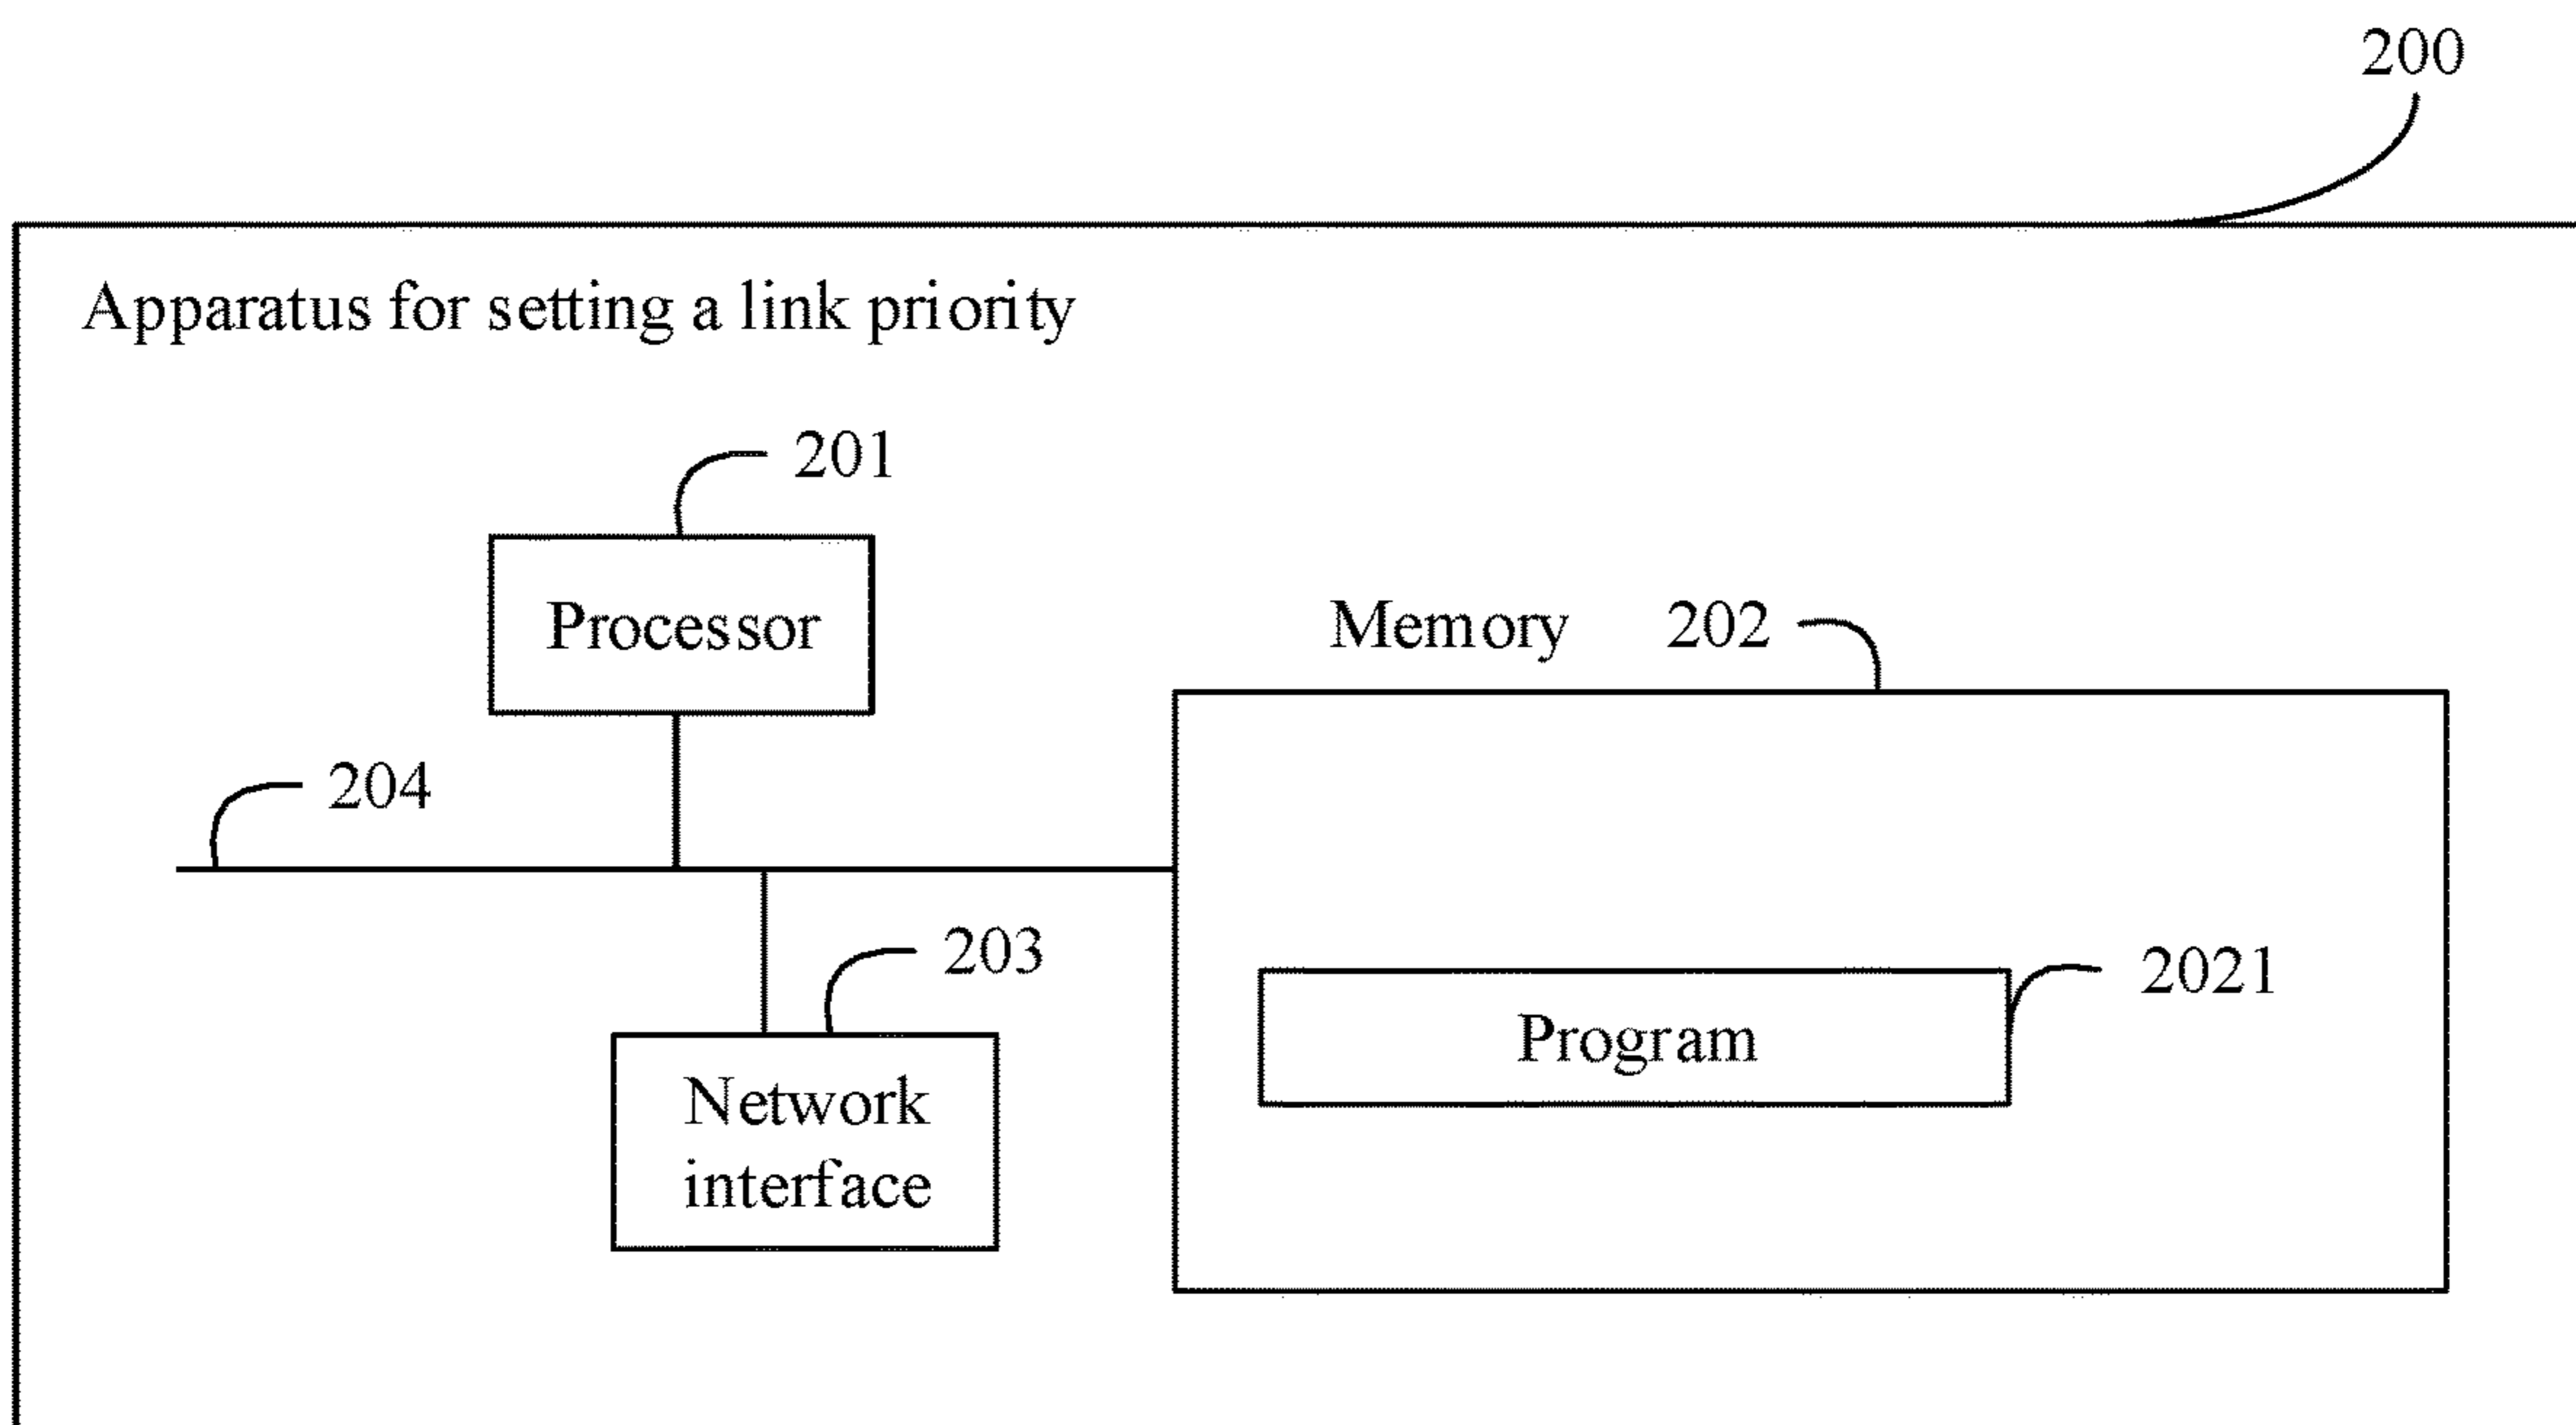 200
Apparatus for setting a link priority
201
Processor
Memory 202
204
203
2021
Program
Network
interface